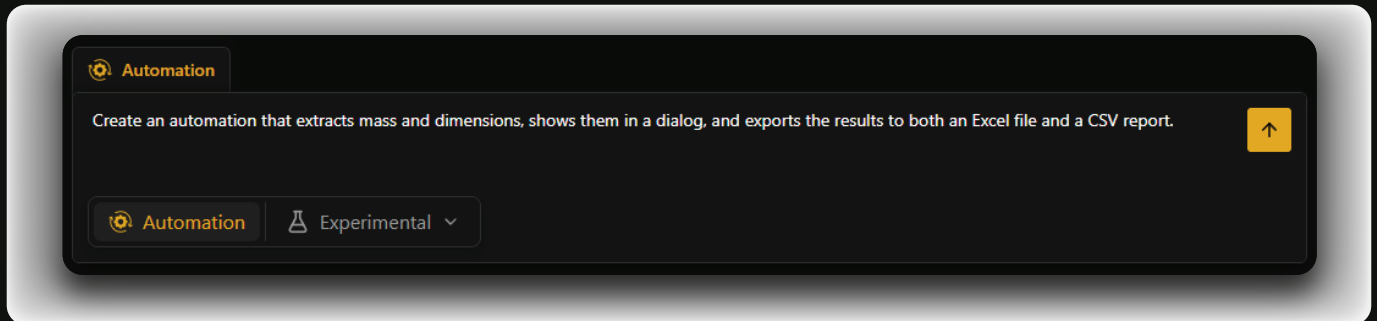 Automation
Create an automation that extracts mass and dimensions, shows them in a dialog, and exports the results to both an Excel file and a CSV report.
Automation
Experimental